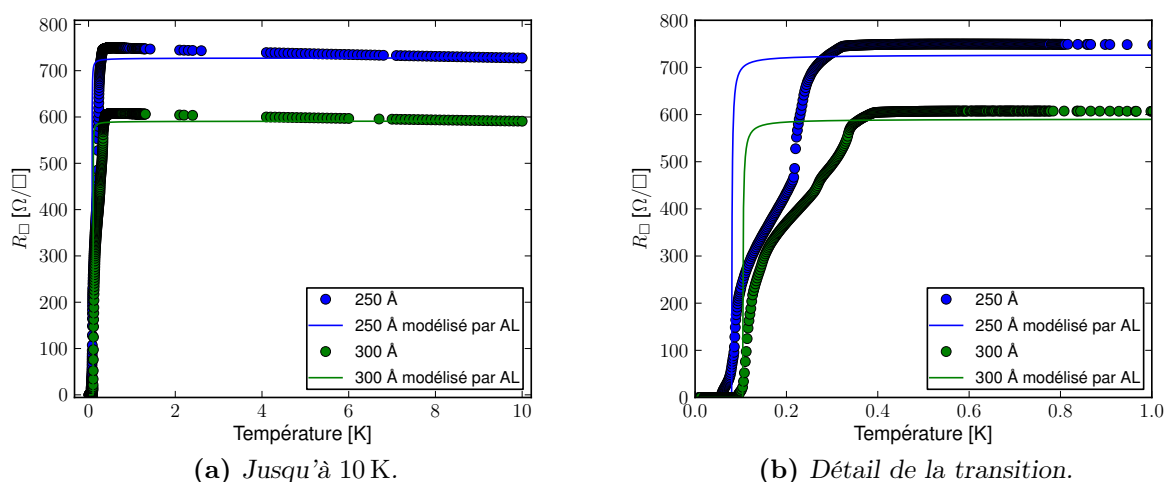 800
700
600
500
400
300
200
100
0
R□ [Ω/□]
0
2
4
6
8
10
Température [K]
250 Å
250 Å modélisé par AL
300 Å
300 Å modélisé par AL
(a) Jusqu'à 10 K.
800
700
600
500
400
300
200
100
0
R□ [Ω/□]
0.0
0.2
0.4
0.6
0.8
1.0
Température [K]
250 Å
250 Å modélisé par AL
300 Å
300 Å modélisé par AL
(b) Détail de la transition.